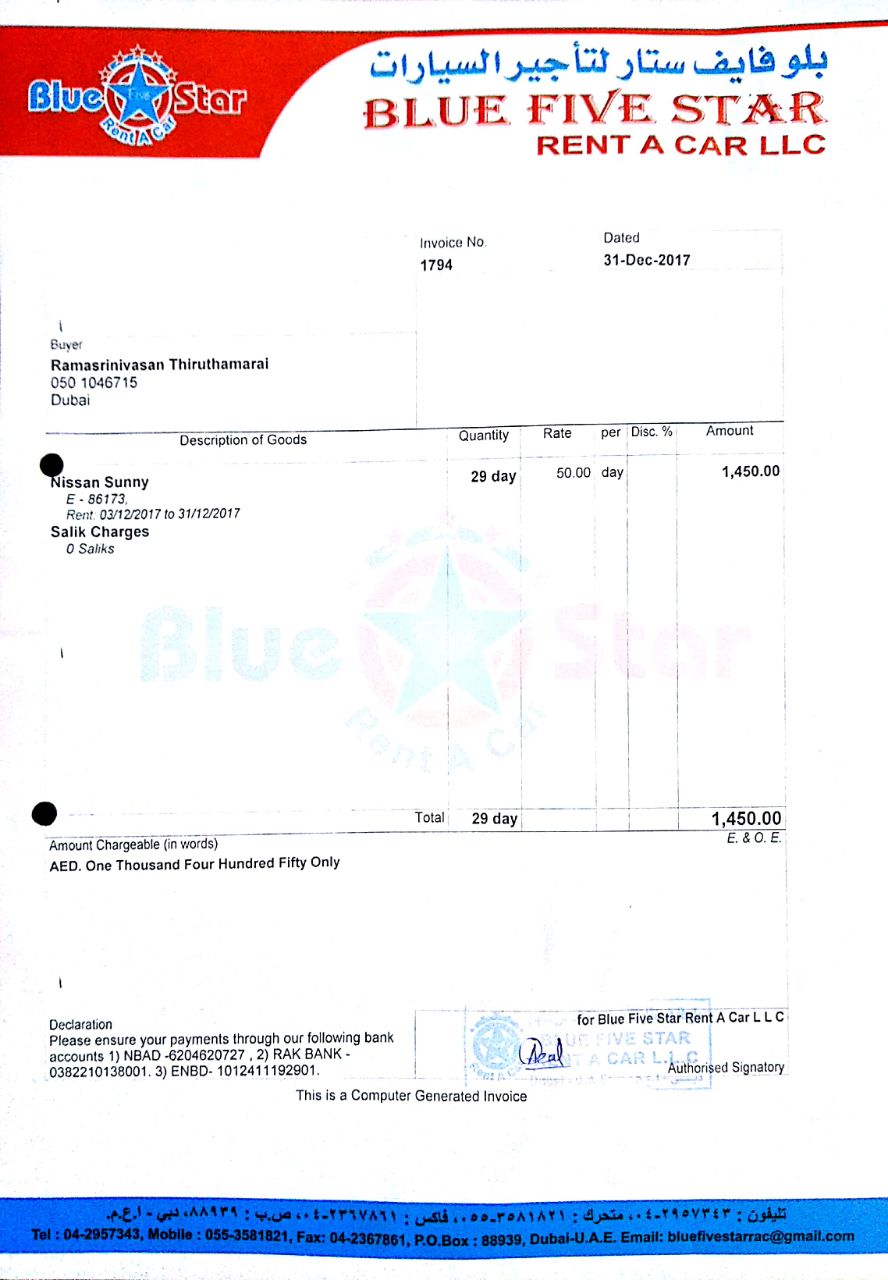 Blue Five Star
Rent A Car
بلو فايف ستار لتأجير السيارات
BLUE FIVE STAR
RENT A CAR LLC
Invoice No.
1794
Dated
31-Dec-2017
Buyer
Ramasrinivasan Thiruthamarai
050 1046715
Dubai
Description of Goods Quantity Rate per Disc. % Amount
Nissan Sunny 29 day 50.00 day 1,450.00
E - 86173,
Rent: 03/12/2017 to 31/12/2017
Salik Charges
0 Saliks
Blue Star
Rent A Car
Total 29 day 1,450.00
Amount Chargeable (in words) E. & O. E.
AED. One Thousand Four Hundred Fifty Only
Declaration
Please ensure your payments through our following bank
accounts 1) NBAD -6204620727 , 2) RAK BANK -
0382210138001. 3) ENBD- 1012411192901.
for Blue Five Star Rent A Car L L C
BLUE FIVE STAR
RENT A CAR L.L.C
Authorised Signatory
This is a Computer Generated Invoice
تليفون : ٢٩٥٧٣٤٣-٠٤، متحرك : ٣٥٨١٨٢١-٠٥٥، فاكس : ٢٣٦٧٨٦١-٠٤، ص.ب : ٨٨٩٣٩، دبي - ا.ع.م.
Tel : 04-2957343, Mobile : 055-3581821, Fax: 04-2367861, P.O.Box : 88939, Dubai-U.A.E. Email: bluefivestarrac@gmail.com